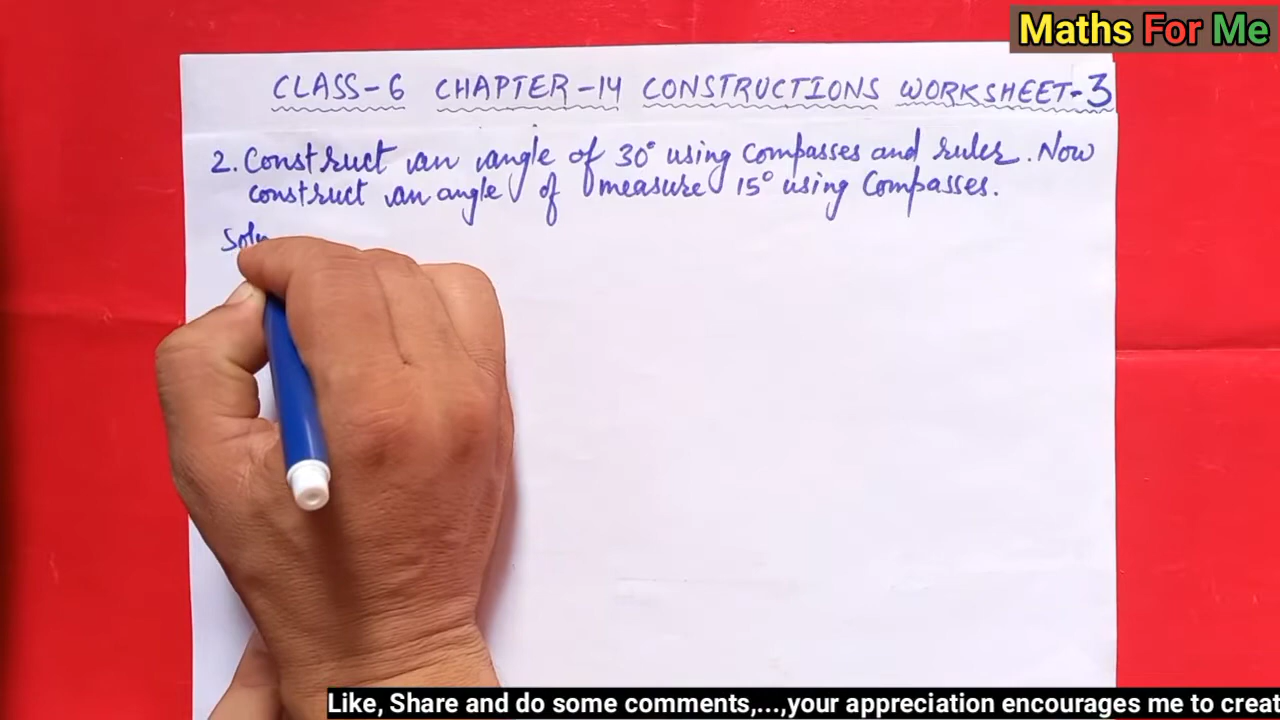 Maths For Me
CLASS-6 CHAPTER-14 CONSTRUCTIONS WORKSHEET-3
2. Construct an angle of 30° using Compasses and ruler. Now
construct an angle of measure 15° using Compasses.
Soln
Like, Share and do some comments,...,your appreciation encourages me to creat